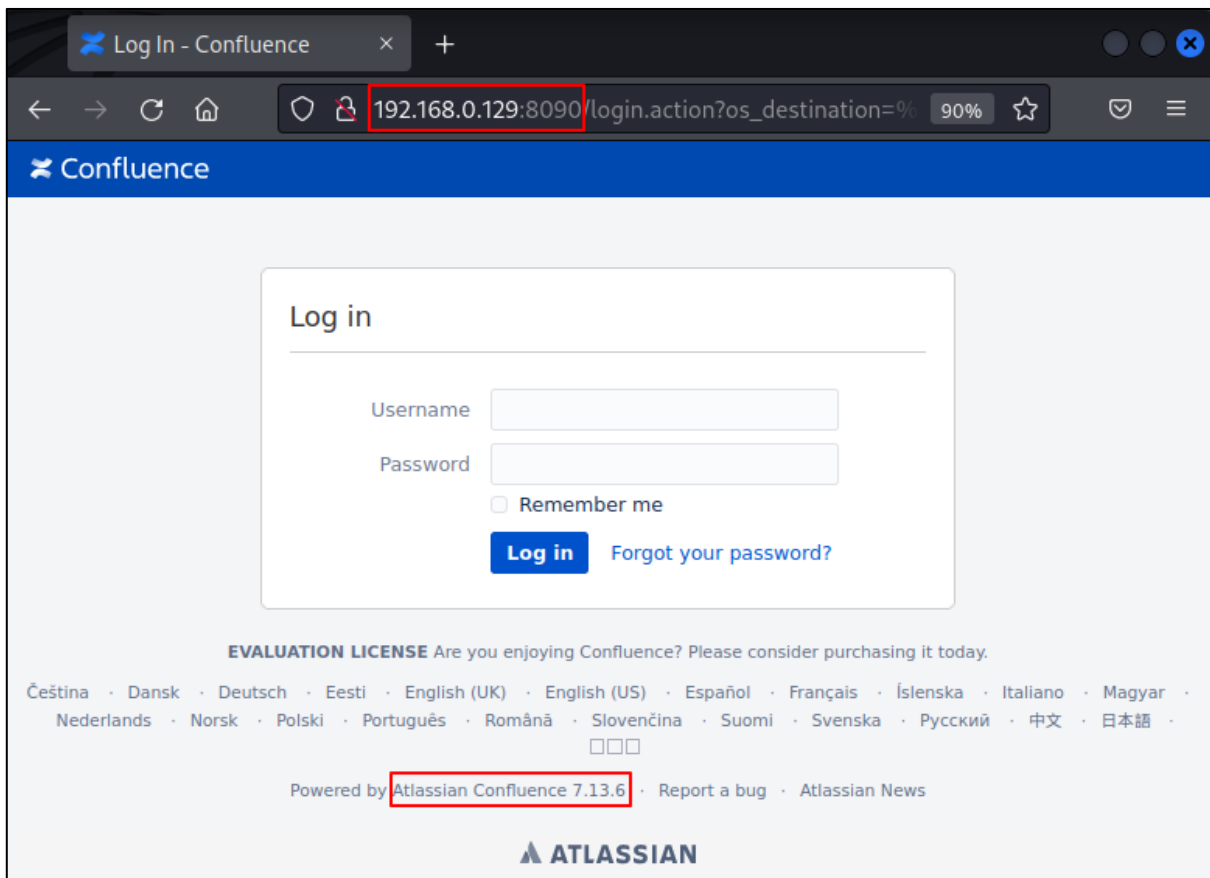 Log In - Confluence
192.168.0.129:8090/login.action?os_destination=%
90%
Confluence
Log in
Username
Password
Remember me
Log in Forgot your password?
EVALUATION LICENSE Are you enjoying Confluence? Please consider purchasing it today.
Čeština · Dansk · Deutsch · Eesti · English (UK) · English (US) · Español · Français · Íslenska · Italiano · Magyar ·
Nederlands · Norsk · Polski · Português · Română · Slovenčina · Suomi · Svenska · Русский · 中文 · 日本語 ·
□□□
Powered by Atlassian Confluence 7.13.6 · Report a bug · Atlassian News
ATLASSIAN